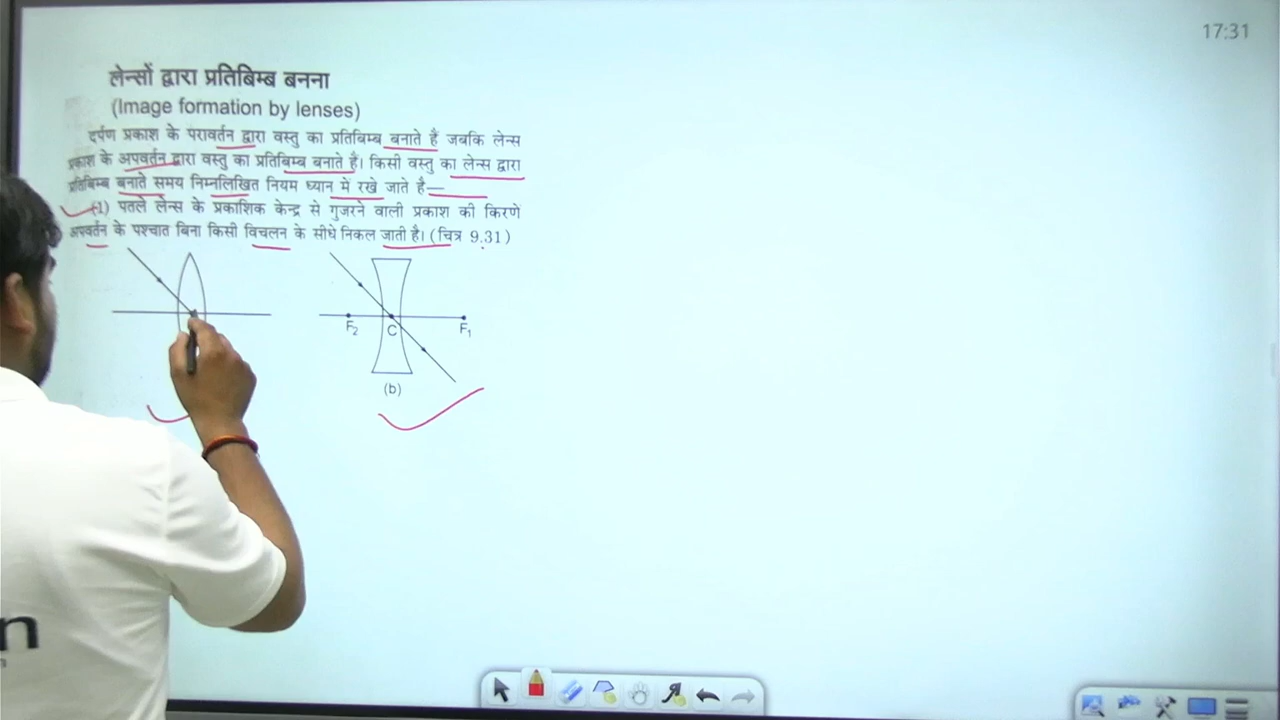 17:31
लेन्सों द्वारा प्रतिबिम्ब बनना
(Image formation by lenses)
दर्पण प्रकाश के परावर्तन द्वारा वस्तु का प्रतिबिम्ब बनाते हैं जबकि लेन्स
प्रकाश के अपवर्तन द्वारा वस्तु का प्रतिबिम्ब बनाते हैं। किसी वस्तु का लेन्स द्वारा
प्रतिबिम्ब बनाते समय निम्नलिखित नियम ध्यान में रखे जाते है—
(1) पतले लेन्स के प्रकाशिक केन्द्र से गुजरने वाली प्रकाश की किरणें
अपवर्तन के पश्चात बिना किसी विचलन के सीधे निकल जाती है। (चित्र 9.31)
F₂ C F₁
(b)
n